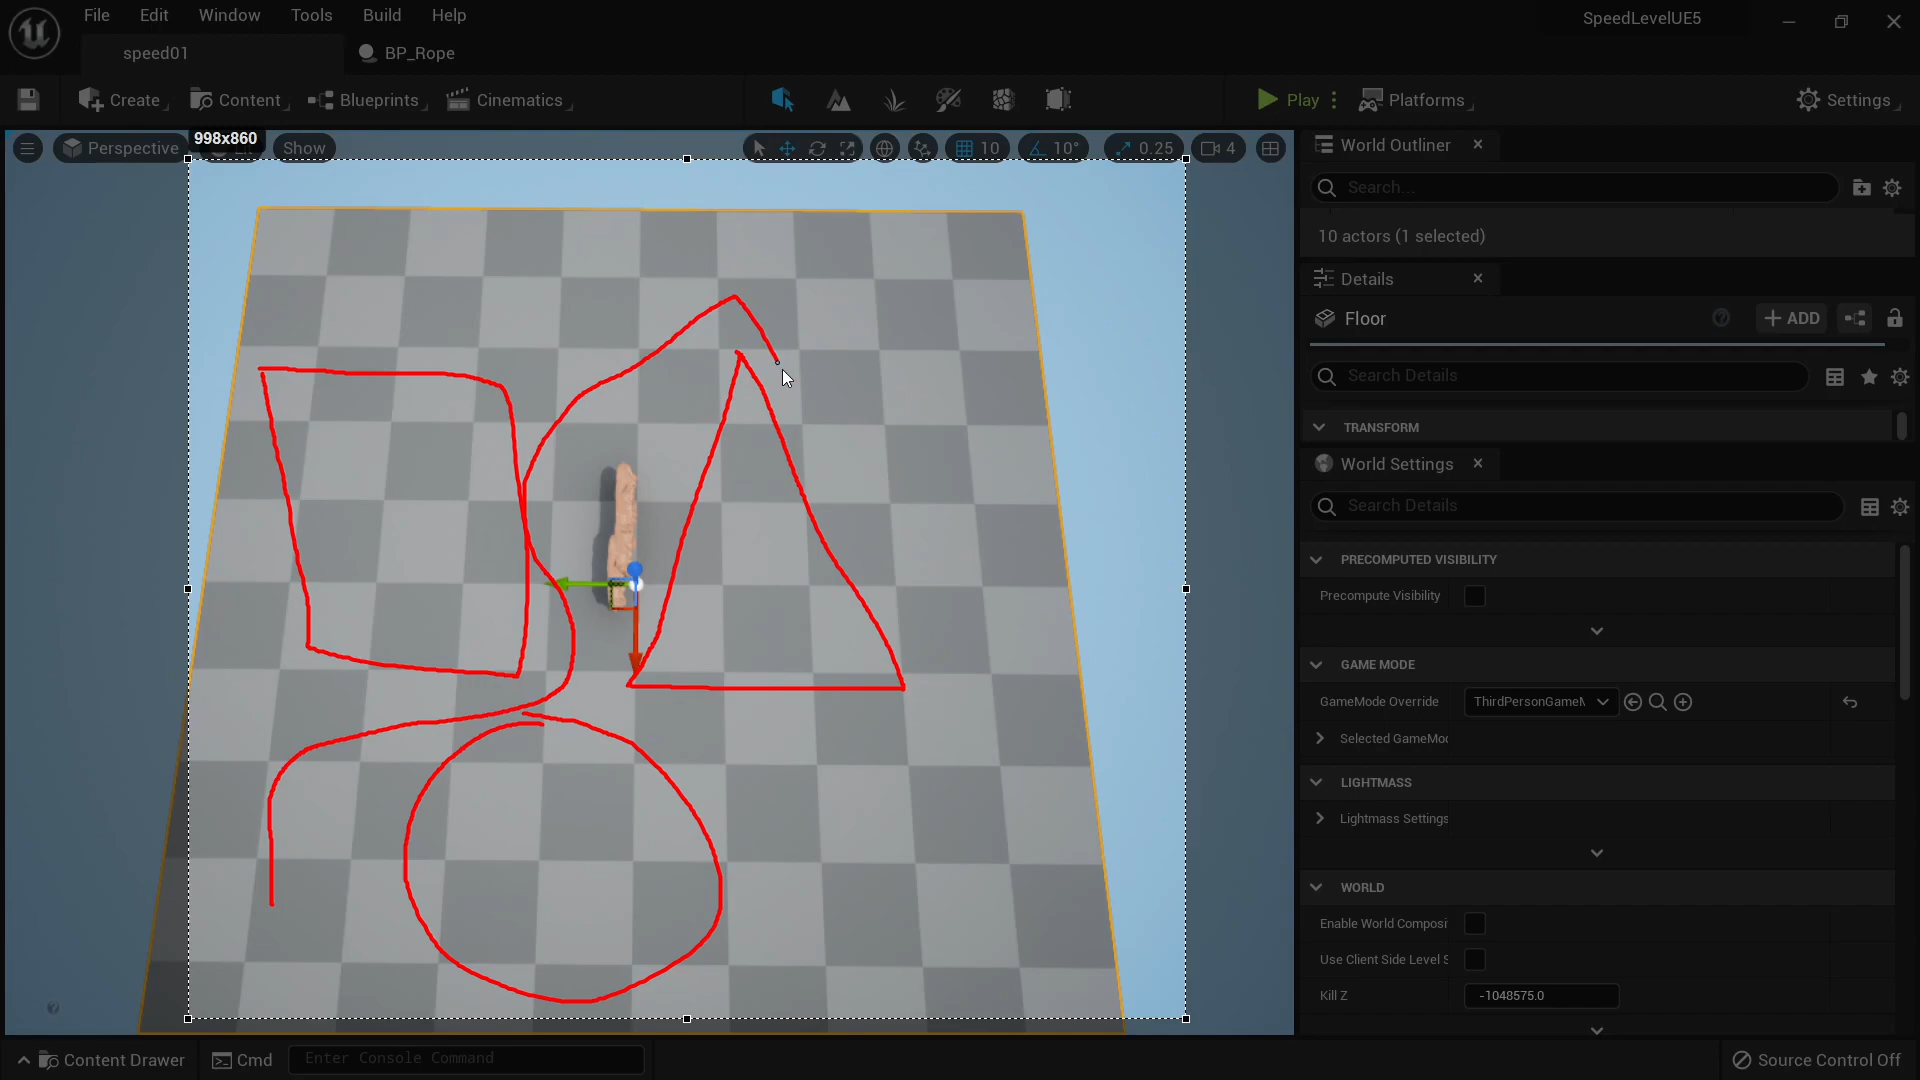 File Edit Window Tools Build Help
SpeedLevelUE5
speed01
BP_Rope
Create Content Blueprints Cinematics
Play Platforms Settings
998x860
Perspective
Show
10 10° 0.25 4
World Outliner
Search...
10 actors (1 selected)
Details
Floor
ADD
Search Details
TRANSFORM
World Settings
Search Details
PRECOMPUTED VISIBILITY
Precompute Visibility
GAME MODE
GameMode Override ThirdPersonGameM
Selected GameMod
LIGHTMASS
Lightmass Settings
WORLD
Enable World Composi
Use Client Side Level S
Kill Z -1048575.0
Content Drawer Cmd Enter Console Command Source Control Off